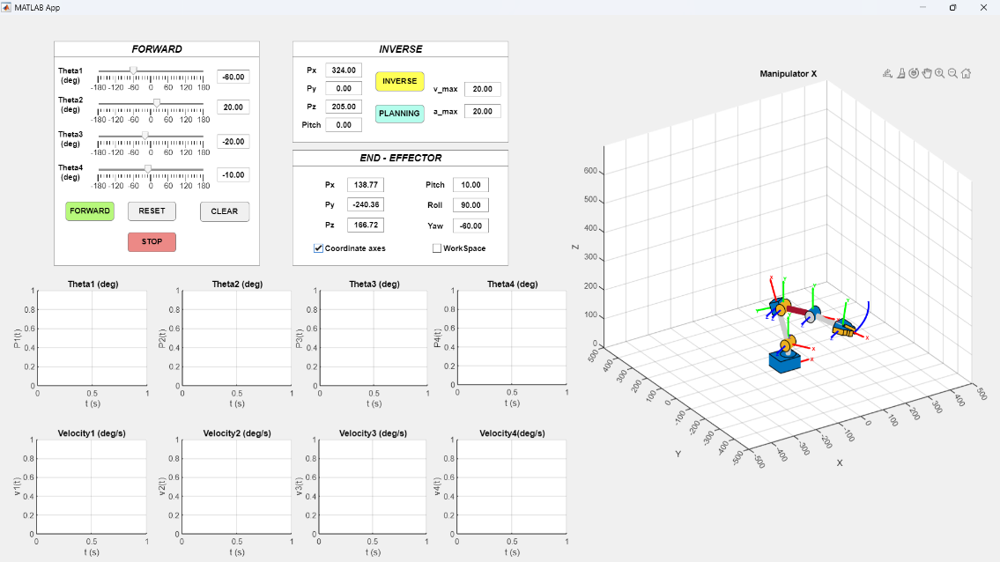 MATLAB App
FORWARD
Theta1
(deg)
-180 -120 -60 0 60 120 180
-60.00
Theta2
(deg)
-180 -120 -60 0 60 120 180
20.00
Theta3
(deg)
-180 -120 -60 0 60 120 180
-20.00
Theta4
(deg)
-180 -120 -60 0 60 120 180
-10.00
FORWARD RESET CLEAR
STOP
INVERSE
Px 324.00
Py 0.00
Pz 205.00
Pitch 0.00
INVERSE
PLANNING
v_max 20.00
a_max 20.00
END - EFFECTOR
Px 138.77 Pitch 10.00
Py -240.36 Roll 90.00
Pz 166.72 Yaw -60.00
Coordinate axes WorkSpace
Manipulator X
Z
600
500
400
300
200
100
0
500
400
300
200
100
0
-100
-200
-300
-400
-500
Y
-500
-400
-300
-200
-100
0
100
200
300
400
500
X
Theta1 (deg)
P1(t)
1
0.8
0.6
0.4
0.2
0
0 0.5 1
t (s)
Theta2 (deg)
P2(t)
1
0.8
0.6
0.4
0.2
0
0 0.5 1
t (s)
Theta3 (deg)
P3(t)
1
0.8
0.6
0.4
0.2
0
0 0.5 1
t (s)
Theta4 (deg)
P4(t)
1
0.8
0.6
0.4
0.2
0
0 0.5 1
t (s)
Velocity1 (deg/s)
v1(t)
1
0.8
0.6
0.4
0.2
0
0 0.5 1
t (s)
Velocity2 (deg/s)
v2(t)
1
0.8
0.6
0.4
0.2
0
0 0.5 1
t (s)
Velocity3 (deg/s)
v3(t)
1
0.8
0.6
0.4
0.2
0
0 0.5 1
t (s)
Velocity4(deg/s)
v4(t)
1
0.8
0.6
0.4
0.2
0
0 0.5 1
t (s)